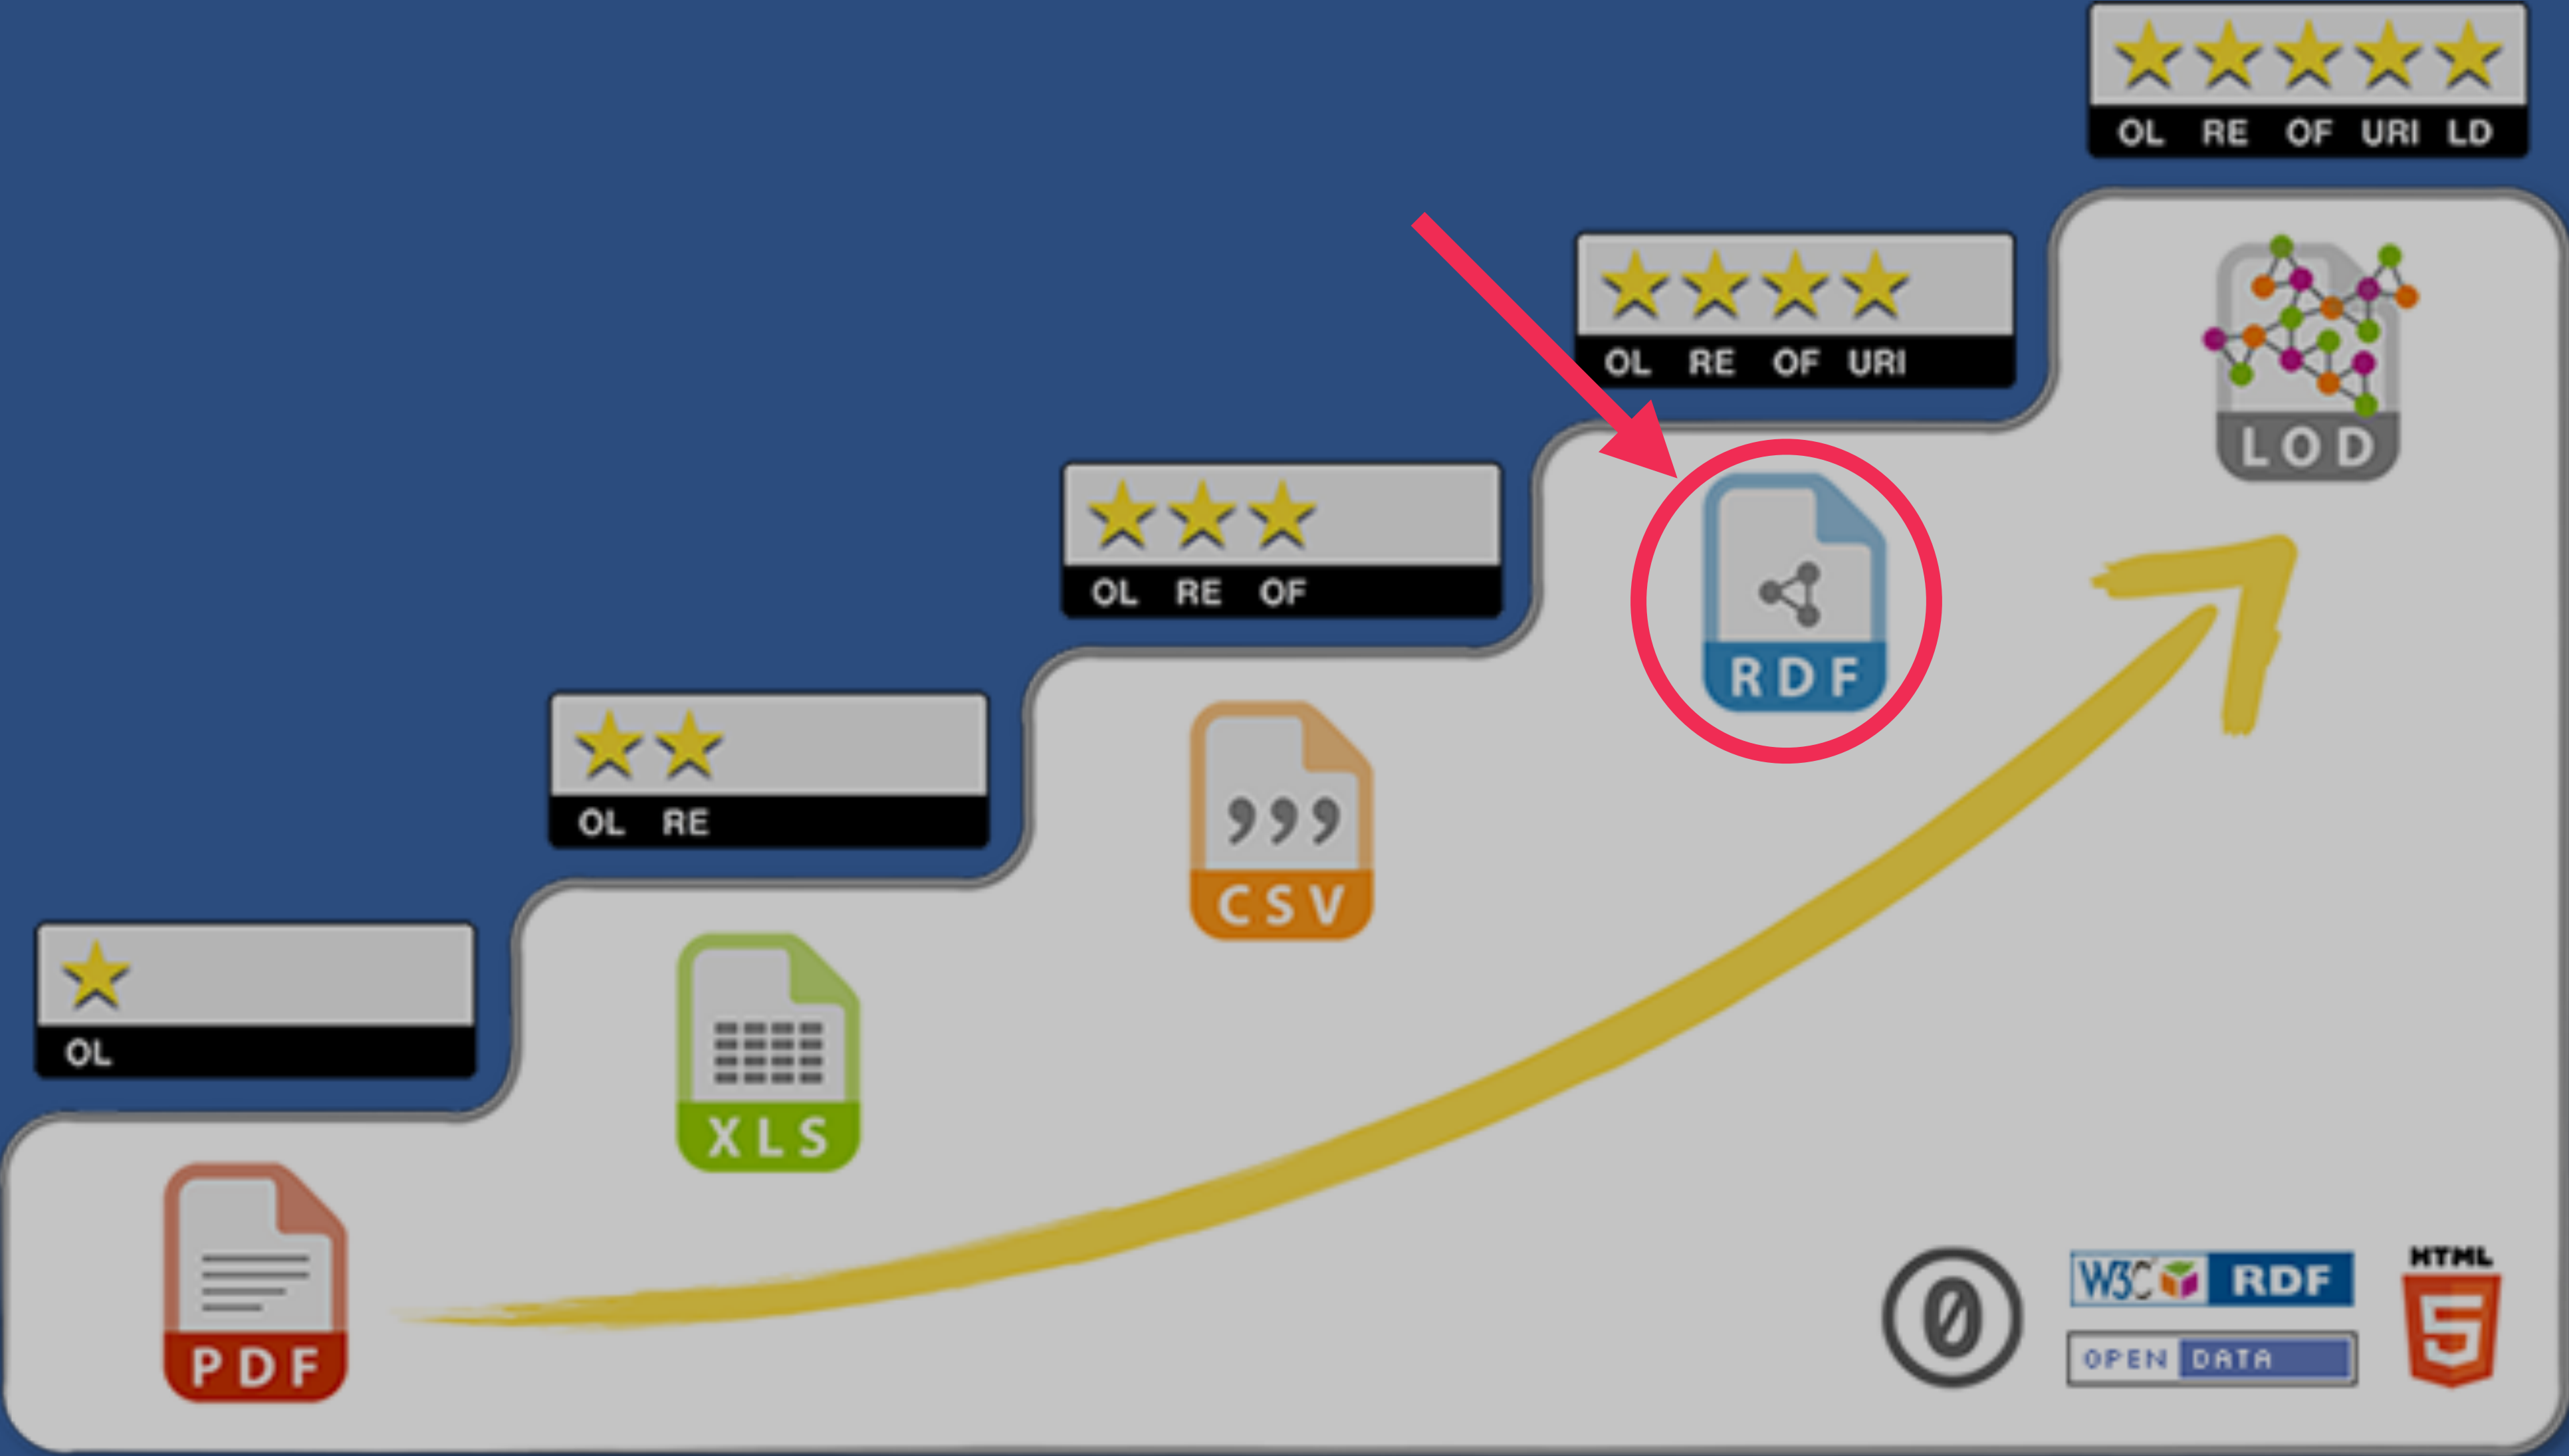 OL RE OF URI LD
OL RE OF URI
LOD
OL RE OF
RDF
OL RE
CSV
OL
XLS
PDF
0
W3C RDF
OPEN DATA
HTML
5